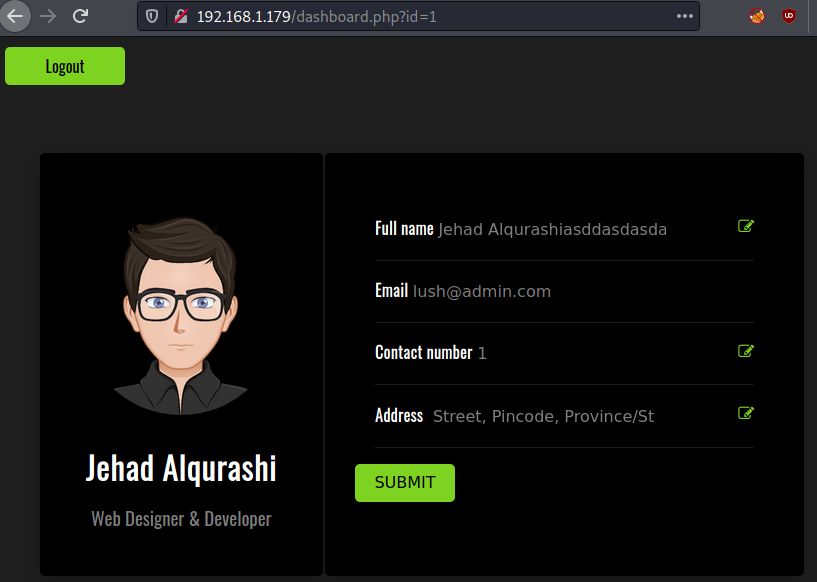 192.168.1.179/dashboard.php?id=1
Logout
Full name Jehad Alqurashiasddasdasda
Email lush@admin.com
Contact number 1
Address Street, Pincode, Province/St
SUBMIT
Jehad Alqurashi
Web Designer & Developer